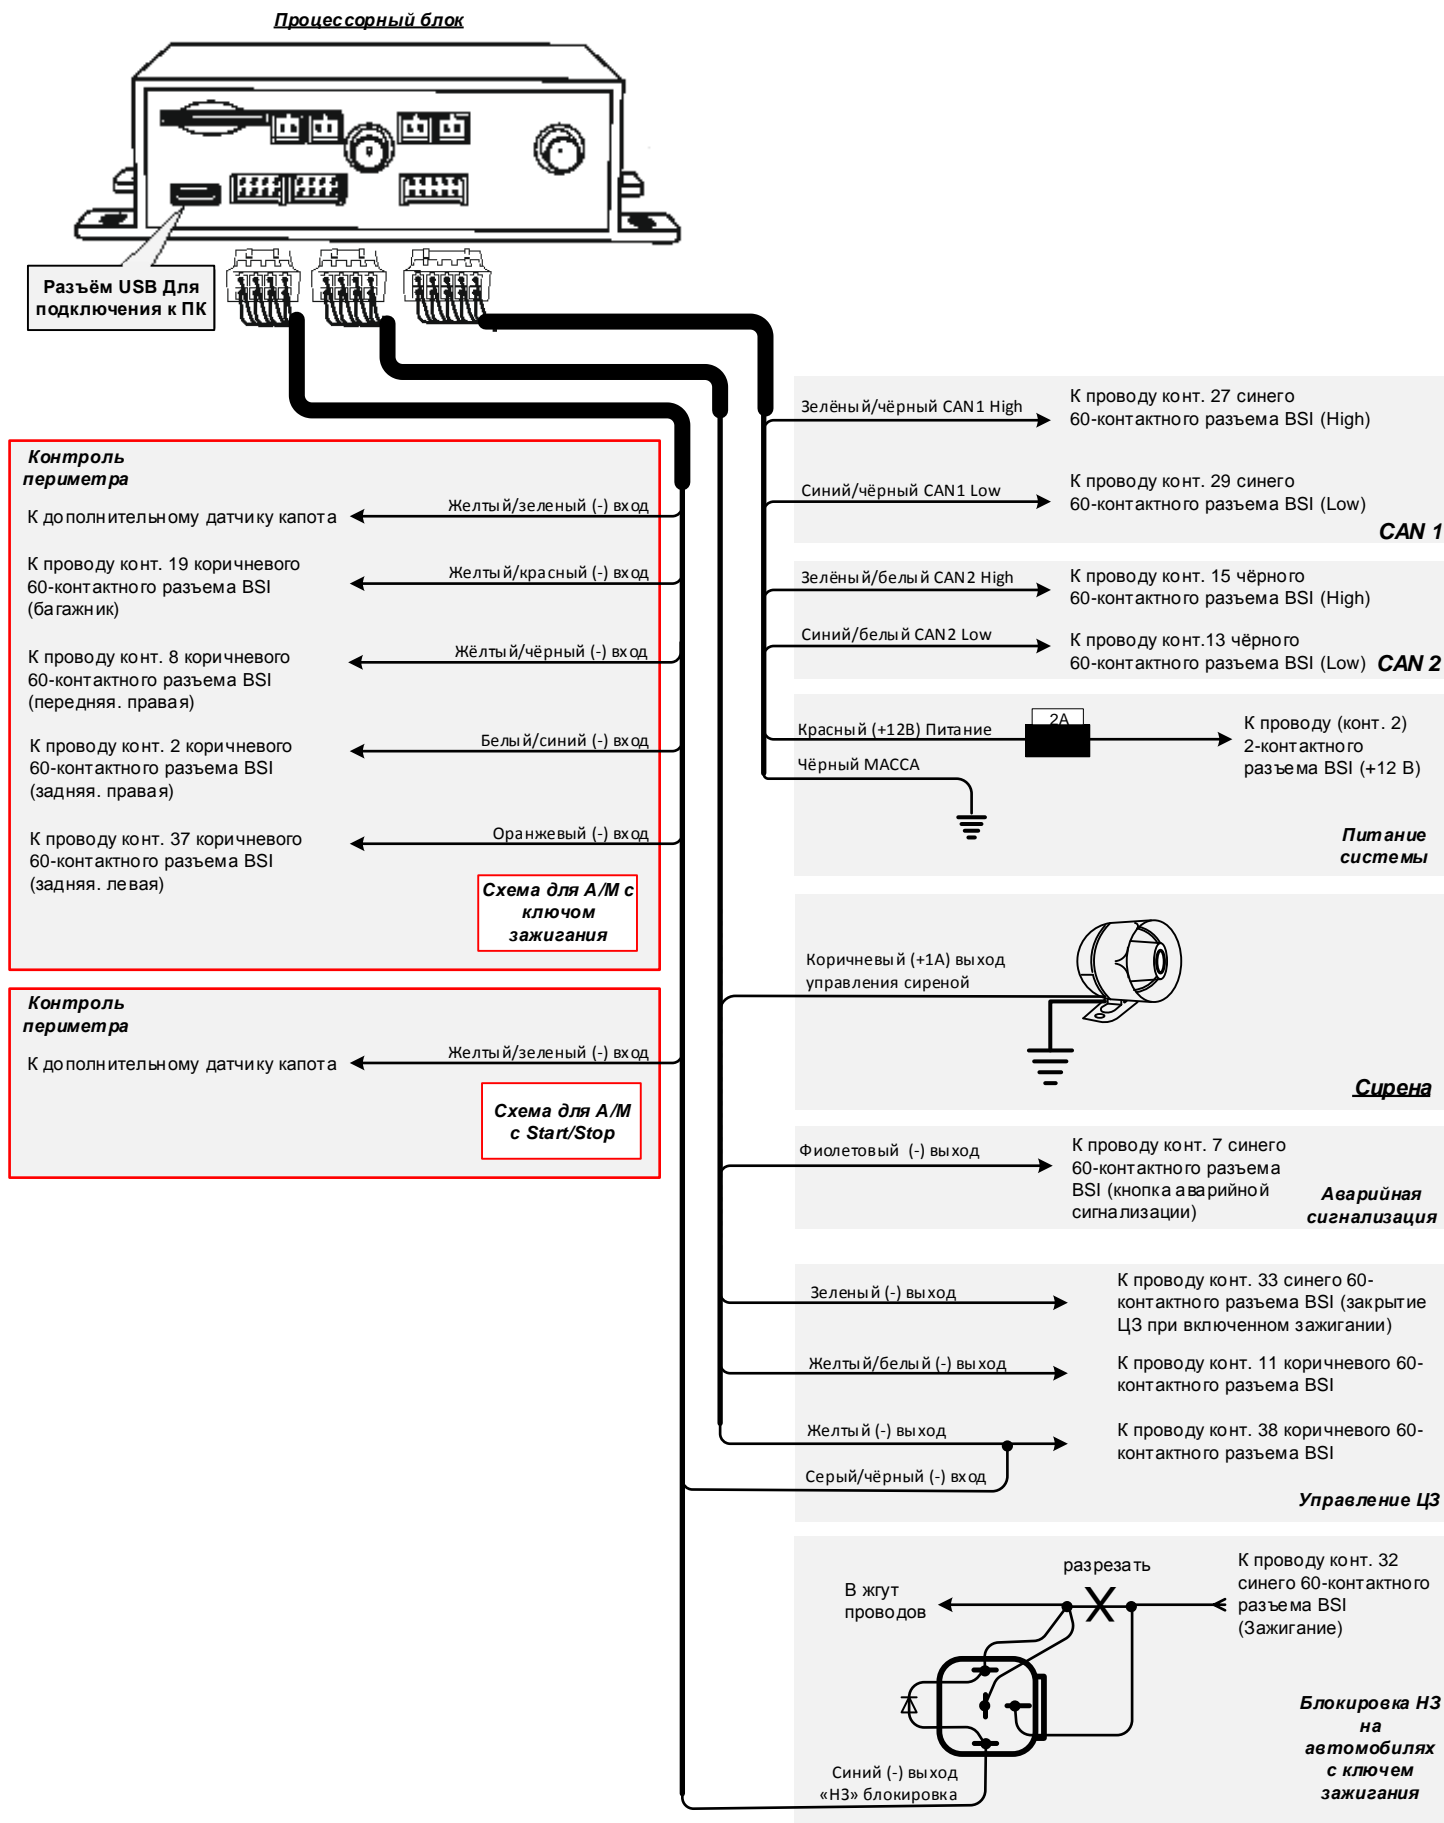 Процессорный блок
Разъём USB Для
подключения к ПК
Контроль
периметра
К дополнительному датчику капота
Желтый/зеленый (-) вход
К проводу конт. 19 коричневого
60-контактного разъема BSI
(багажник)
Желтый/красный (-) вход
К проводу конт. 8 коричневого
60-контактного разъема BSI
(передняя. правая)
Жёлтый/чёрный (-) вход
К проводу конт. 2 коричневого
60-контактного разъема BSI
(задняя. правая)
Белый/синий (-) вход
К проводу конт. 37 коричневого
60-контактного разъема BSI
(задняя. левая)
Оранжевый (-) вход
Схема для А/М с
ключом
зажигания
Контроль
периметра
К дополнительному датчику капота
Желтый/зеленый (-) вход
Схема для А/М
с Start/Stop
Зелёный/чёрный CAN1 High
К проводу конт. 27 синего
60-контактного разъема BSI (High)
Синий/чёрный CAN1 Low
К проводу конт. 29 синего
60-контактного разъема BSI (Low)
CAN 1
Зелёный/белый CAN2 High
К проводу конт. 15 чёрного
60-контактного разъема BSI (High)
Синий/белый CAN2 Low
К проводу конт.13 чёрного
60-контактного разъема BSI (Low)
CAN 2
Красный (+12В) Питание
2А
К проводу (конт. 2)
2-контактного
разъема BSI (+12 В)
Чёрный МАССА
Питание
системы
Коричневый (+1А) выход
управления сиреной
Сирена
Фиолетовый (-) выход
К проводу конт. 7 синего
60-контактного разъема
BSI (кнопка аварийной
сигнализации)
Аварийная
сигнализация
Зеленый (-) выход
К проводу конт. 33 синего 60-
контактного разъема BSI (закрытие
ЦЗ при включенном зажигании)
Желтый/белый (-) выход
К проводу конт. 11 коричневого 60-
контактного разъема BSI
Желтый (-) выход
К проводу конт. 38 коричневого 60-
контактного разъема BSI
Серый/чёрный (-) вход
Управление ЦЗ
разрезать
В жгут
проводов
К проводу конт. 32
синего 60-контактного
разъема BSI
(Зажигание)
Синий (-) выход
«НЗ» блокировка
Блокировка НЗ
на
автомобилях
с ключем
зажигания